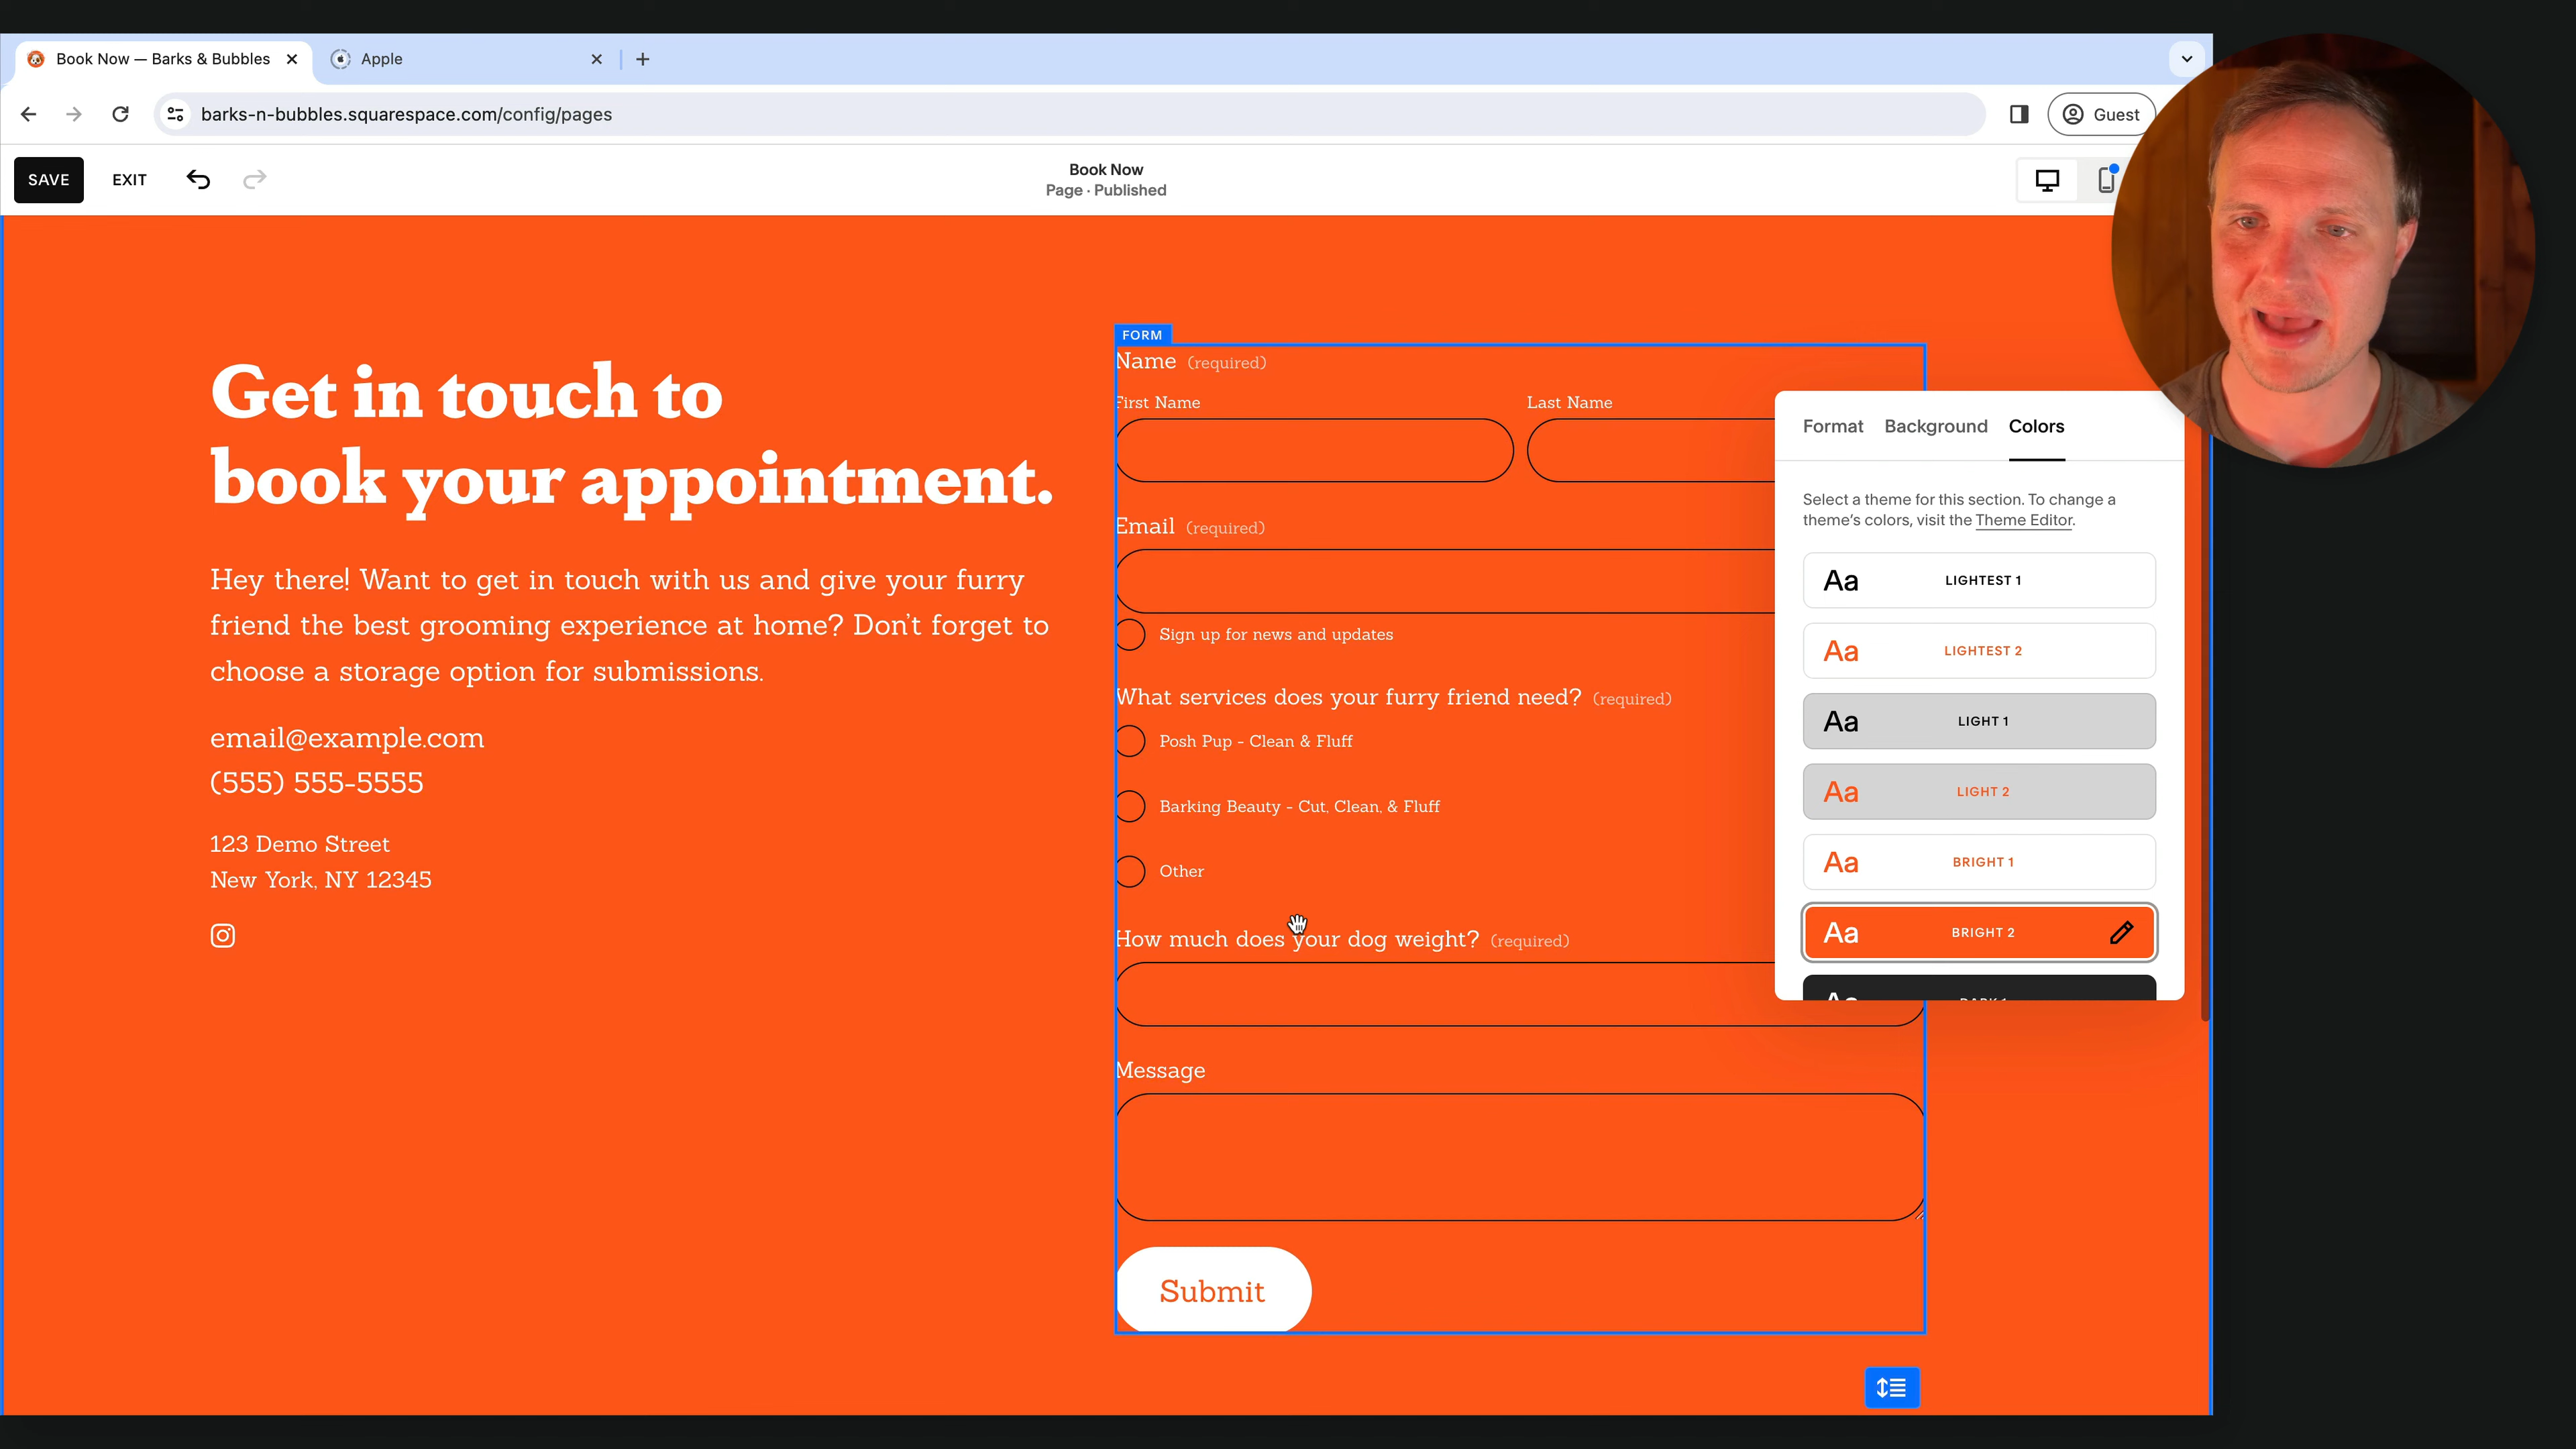 Book Now — Barks & Bubbles
Apple
barks-n-bubbles.squarespace.com/config/pages
Guest
SAVE
EXIT
Book Now
Page · Published
Get in touch to
book your appointment.
Hey there! Want to get in touch with us and give your furry
friend the best grooming experience at home? Don't forget to
choose a storage option for submissions.
email@example.com
(555) 555-5555
123 Demo Street
New York, NY 12345
FORM
Name (required)
First Name
Last Name
Email (required)
Sign up for news and updates
What services does your furry friend need? (required)
Posh Pup - Clean & Fluff
Barking Beauty - Cut, Clean, & Fluff
Other
How much does your dog weight? (required)
Message
Submit
Format Background Colors
Select a theme for this section. To change a
theme's colors, visit the Theme Editor.
Aa LIGHTEST 1
Aa LIGHTEST 2
Aa LIGHT 1
Aa LIGHT 2
Aa BRIGHT 1
Aa BRIGHT 2
Aa DARK 1